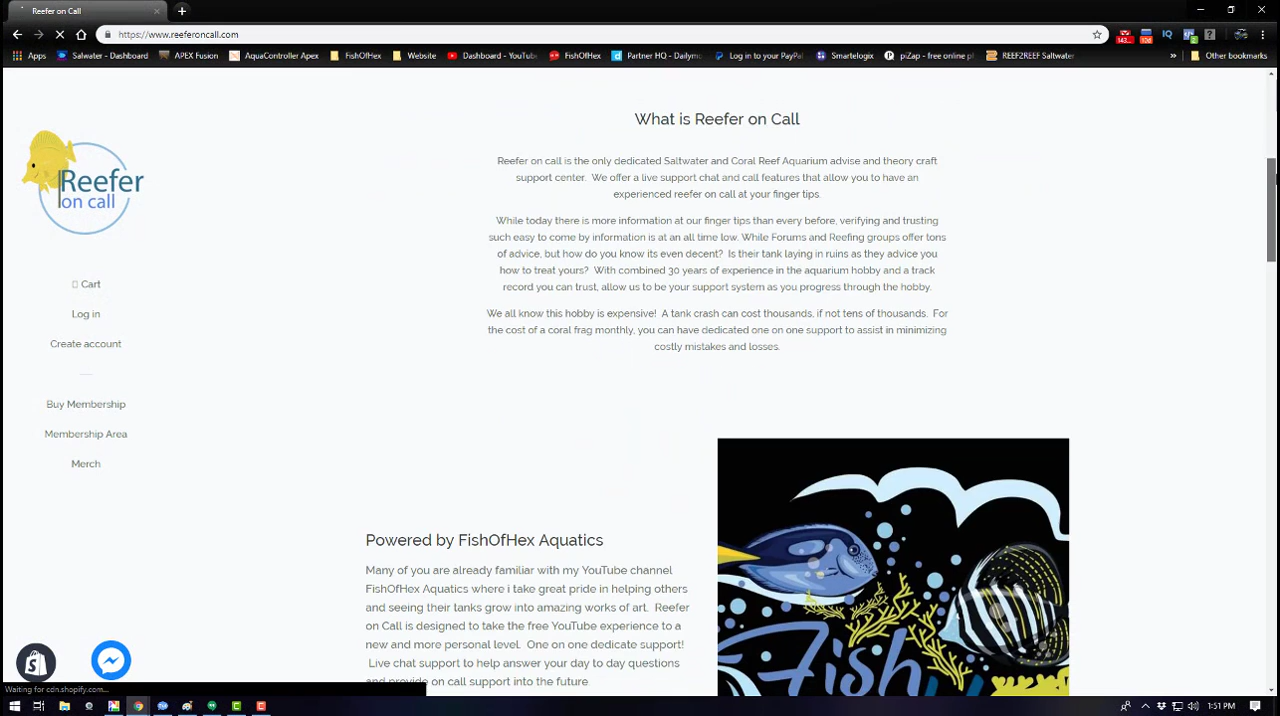 Reefer on Call
https://www.reeferoncall.com
Apps
Salwater - Dashboard
APEX Fusion
AquaController Apex
FishOfHex
Website
Dashboard - YouTu
FishOfHex
Partner HQ - Dailym
Log in to your PayPal
Smartelogix
piZap - free online p
REEF2REEF Saltwater
»
Other bookmarks
Reefer
on call
Cart
Log in
Create account
Buy Membership
Membership Area
Merch
What is Reefer on Call
Reefer on call is the only dedicated Saltwater and Coral Reef Aquarium advise and theory craft
support center. We offer a live support chat and call features that allow you to have an
experienced reefer on call at your finger tips.
While today there is more information at our finger tips than every before, verifying and trusting
such easy to come by information is at an all time low. While Forums and Reefing groups offer tons
of advice, but how do you know its even decent? Is their tank laying in ruins as they advice you
how to treat yours? With combined 30 years of experience in the aquarium hobby and a track
record you can trust, allow us to be your support system as you progress through the hobby.
We all know this hobby is expensive! A tank crash can cost thousands, if not tens of thousands. For
the cost of a coral frag monthly, you can have dedicated one on one support to assist in minimizing
costly mistakes and losses.
Powered by FishOfHex Aquatics
Many of you are already familiar with my YouTube channel
FishOfHex Aquatics where i take great pride in helping others
and seeing their tanks grow into amazing works of art. Reefer
on Call is designed to take the free YouTube experience to a
new and more personal level. One on one dedicate support!
Live chat support to help answer your day to day questions
and provide on call support into the future.
Fish
Waiting for cdn.shopify.com...
1:51 PM